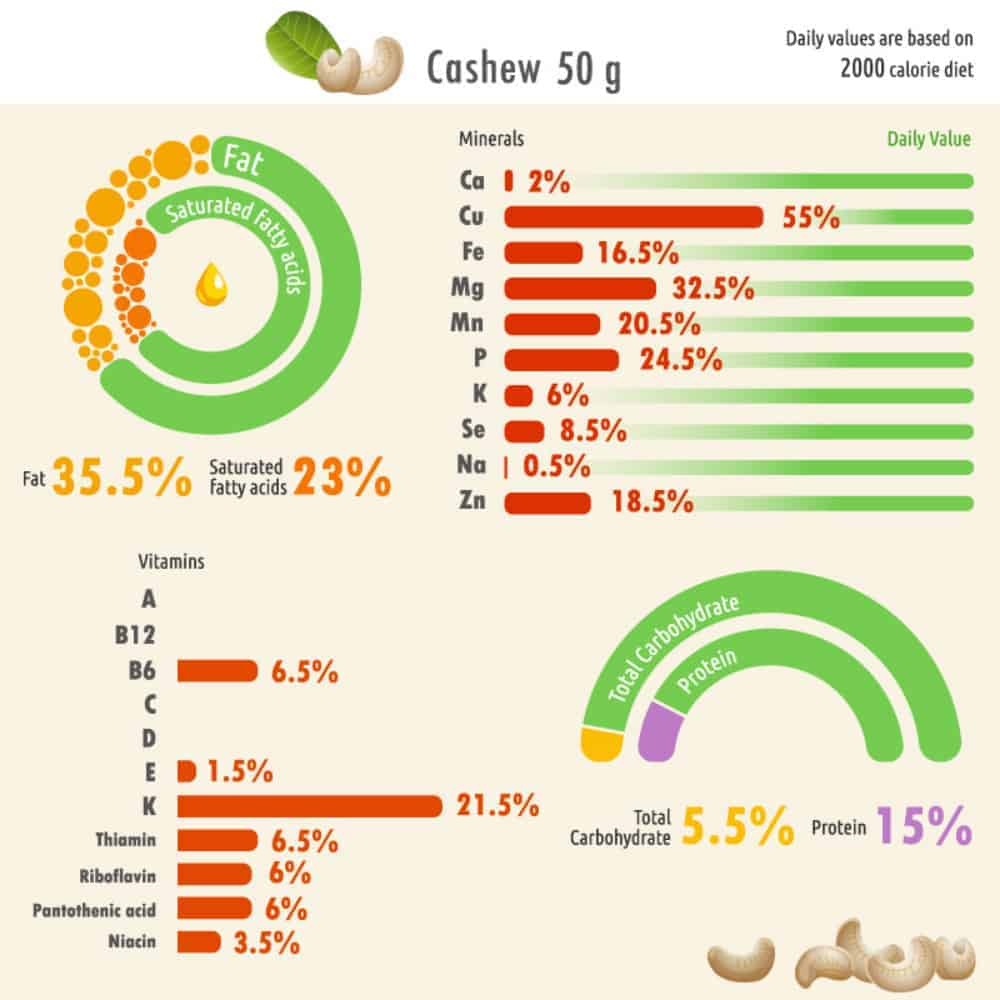 Cashew 50 g
Daily values are based on
2000 calorie diet
Fat
Saturated fatty acids
Fat 35.5%
Saturated
fatty acids 23%
Minerals
Daily Value
Ca 2%
Cu 55%
Fe 16.5%
Mg 32.5%
Mn 20.5%
P 24.5%
K 6%
Se 8.5%
Na 0.5%
Zn 18.5%
Vitamins
A
B12
B6 6.5%
C
D
E 1.5%
K 21.5%
Thiamin 6.5%
Riboflavin 6%
Pantothenic acid 6%
Niacin 3.5%
Total Carbohydrate
Protein
Total
Carbohydrate 5.5%
Protein 15%